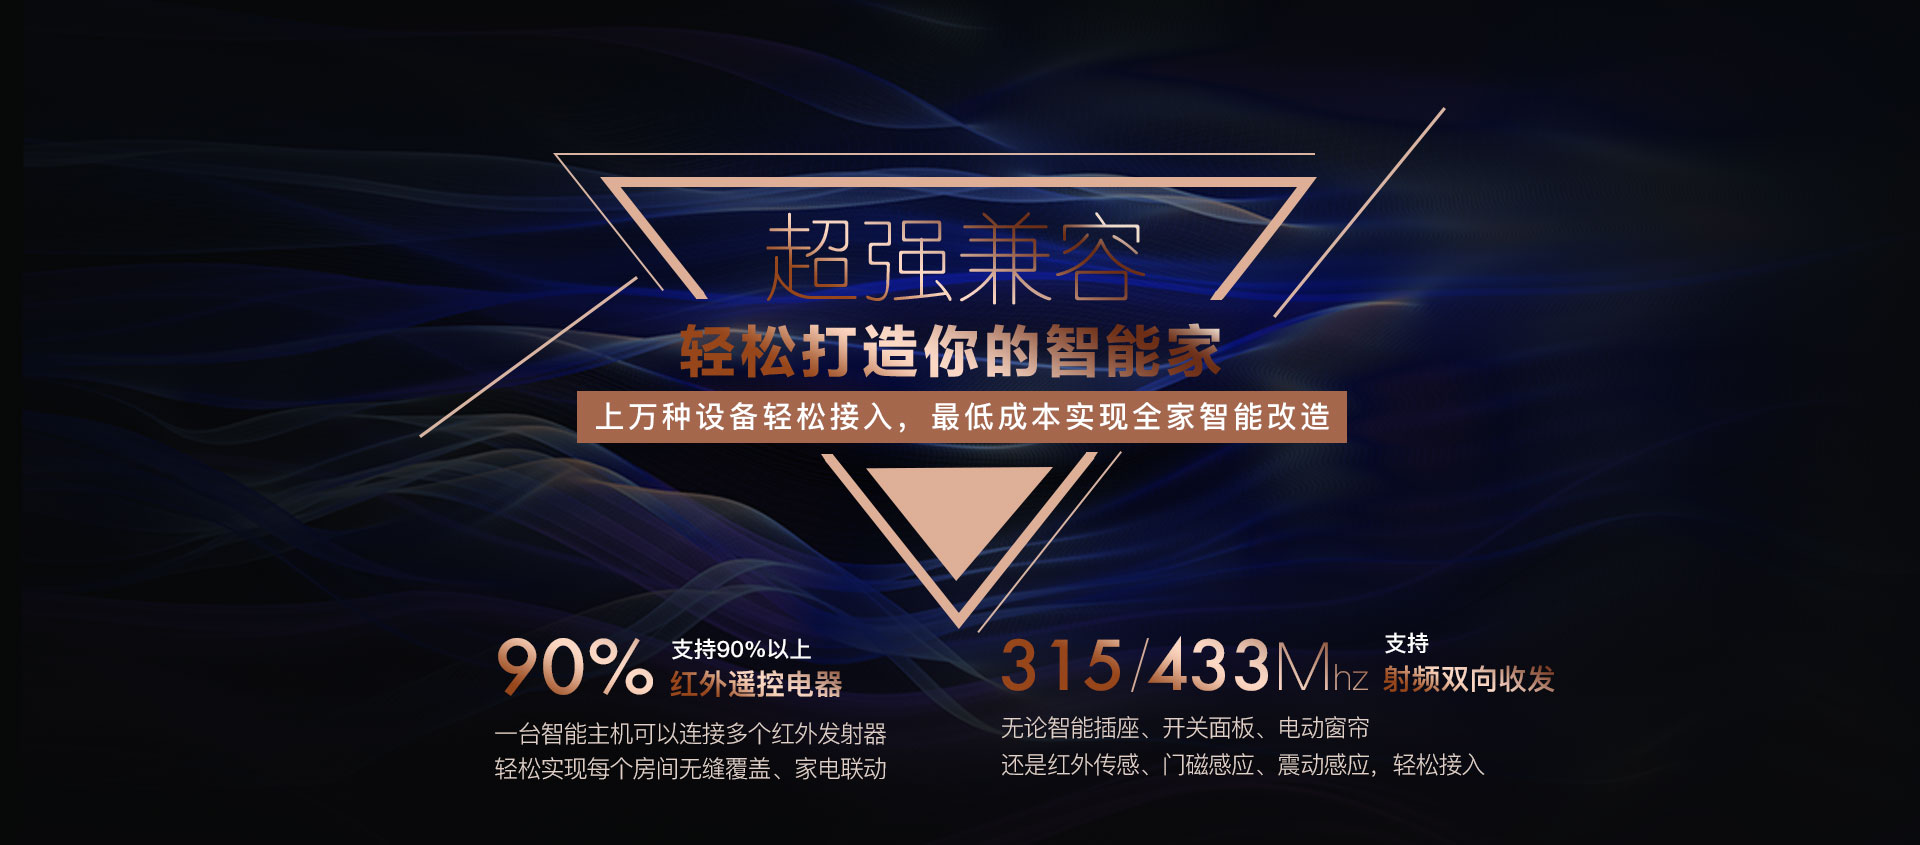 超强兼容
轻松打造你的智能家
上万种设备轻松接入，最低成本实现全家智能改造
90%
支持90%以上
红外遥控电器
一台智能主机可以连接多个红外发射器
轻松实现每个房间无缝覆盖、家电联动
315/433Mhz
支持
射频双向收发
无论智能插座、开关面板、电动窗帘
还是红外传感、门磁感应、震动感应，轻松接入